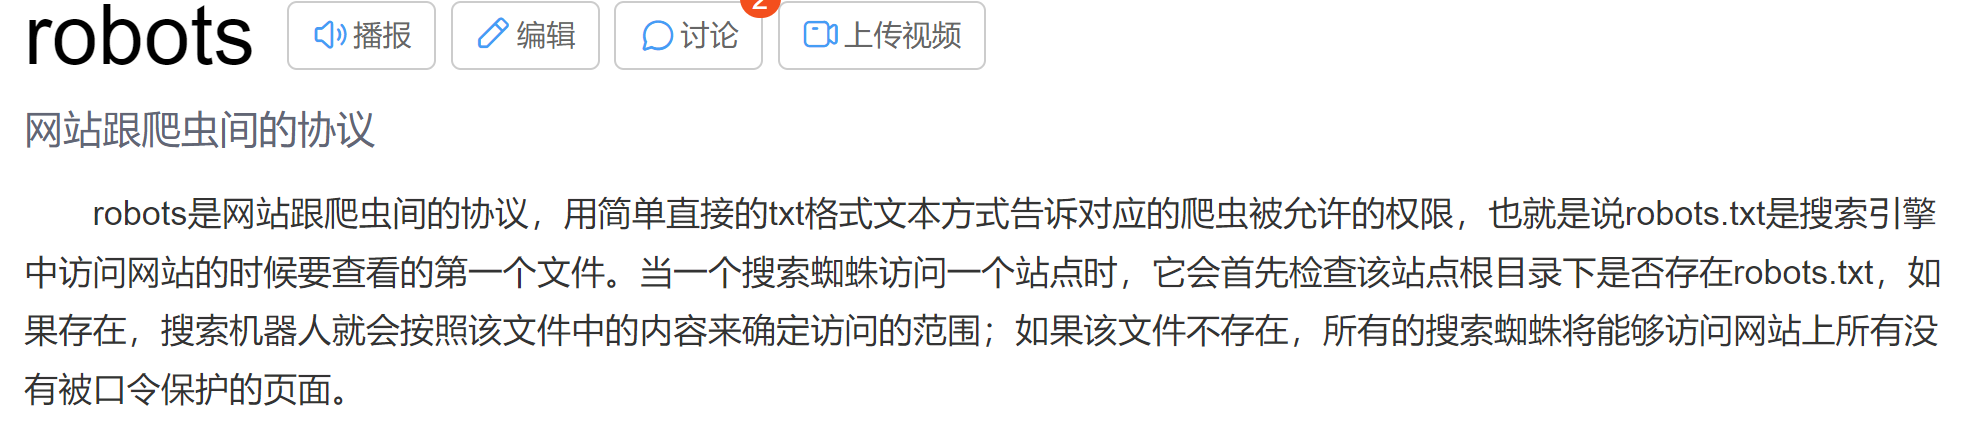 robots 播报 编辑 讨论 2 上传视频
网站跟爬虫间的协议
robots是网站跟爬虫间的协议，用简单直接的txt格式文本方式告诉对应的爬虫被允许的权限，也就是说robots.txt是搜索引擎
中访问网站的时候要查看的第一个文件。当一个搜索蜘蛛访问一个站点时，它会首先检查该站点根目录下是否存在robots.txt，如
果存在，搜索机器人就会按照该文件中的内容来确定访问的范围；如果该文件不存在，所有的搜索蜘蛛将能够访问网站上所有没
有被口令保护的页面。